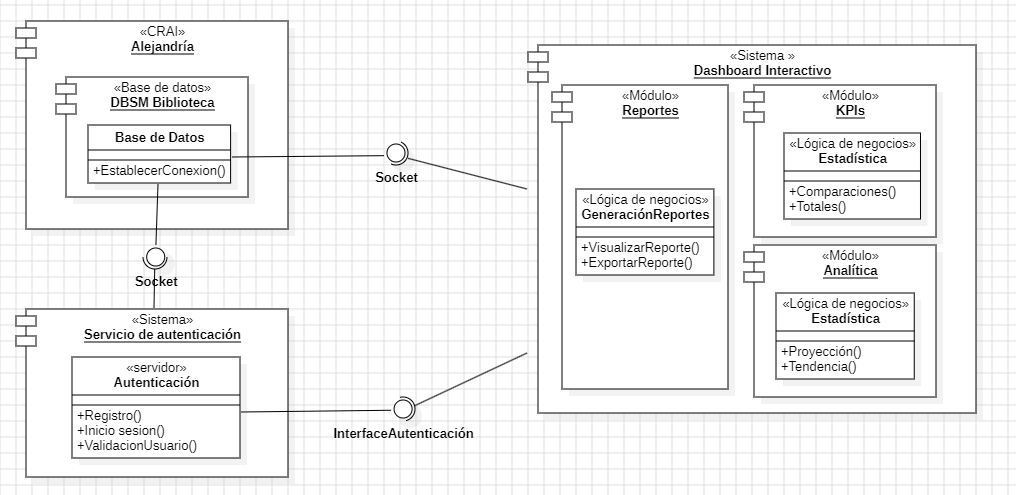 «CRAI»
Alejandría
«Base de datos»
DBSM Biblioteca
Base de Datos
+EstablecerConexion()
Socket
Socket
«Sistema»
Servicio de autenticación
«servidor»
Autenticación
+Registro()
+Inicio sesion()
+ValidacionUsuario()
InterfaceAutenticación
«Sistema »
Dashboard Interactivo
«Módulo»
Reportes
«Lógica de negocios»
GeneraciónReportes
+VisualizarReporte()
+ExportarReporte()
«Módulo»
KPIs
«Lógica de negocios»
Estadística
+Comparaciones()
+Totales()
«Módulo»
Analítica
«Lógica de negocios»
Estadística
+Proyección()
+Tendencia()